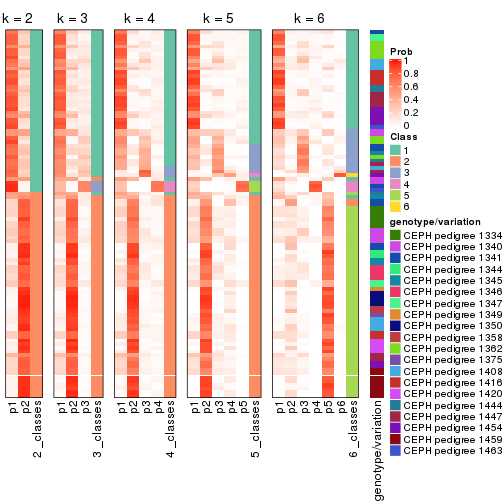 k = 2 k = 3 k = 4 k = 5 k = 6
Prob
1
0.8
0.6
0.4
0.2
0
Class
1
2
3
4
5
6
genotype/variation
CEPH pedigree 1334
CEPH pedigree 1340
CEPH pedigree 1341
CEPH pedigree 1344
CEPH pedigree 1345
CEPH pedigree 1346
CEPH pedigree 1347
CEPH pedigree 1349
CEPH pedigree 1350
CEPH pedigree 1358
CEPH pedigree 1362
CEPH pedigree 1375
CEPH pedigree 1408
CEPH pedigree 1416
CEPH pedigree 1420
CEPH pedigree 1444
CEPH pedigree 1447
CEPH pedigree 1454
CEPH pedigree 1459
CEPH pedigree 1463
p1 p2 2_classes p1 p2 p3 3_classes p1 p2 p3 p4 4_classes p1 p2 p3 p4 p5 5_classes p1 p2 p3 p4 p5 p6 6_classes genotype/variation